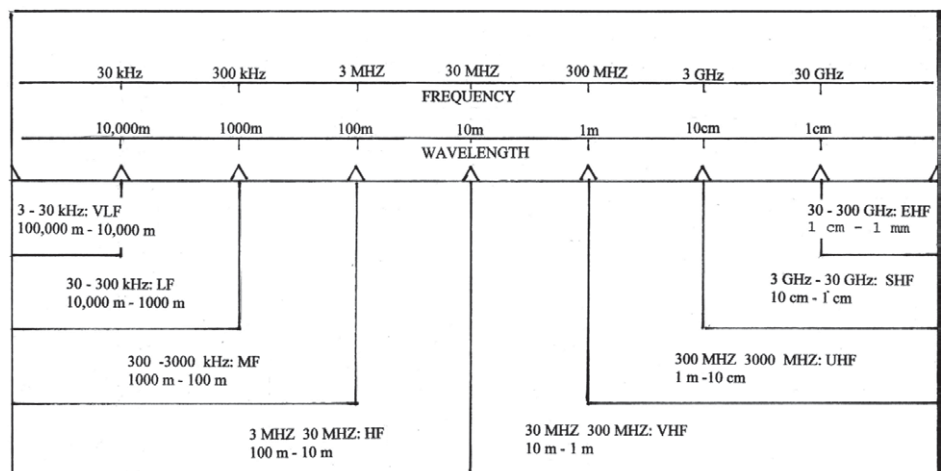 30 kHz 300 kHz 3 MHZ 30 MHZ 300 MHZ 3 GHz 30 GHz
FREQUENCY
10,000m 1000m 100m 10m 1m 10cm 1cm
WAVELENGTH
3 - 30 kHz: VLF
100,000 m - 10,000 m
30 - 300 GHz: EHF
1 cm - 1 mm
30 - 300 kHz: LF
10,000 m - 1000 m
3 GHz - 30 GHz: SHF
10 cm - 1 cm
300 -3000 kHz: MF
1000 m - 100 m
300 MHZ 3000 MHZ: UHF
1 m -10 cm
3 MHZ 30 MHZ: HF
100 m - 10 m
30 MHZ 300 MHZ: VHF
10 m - 1 m